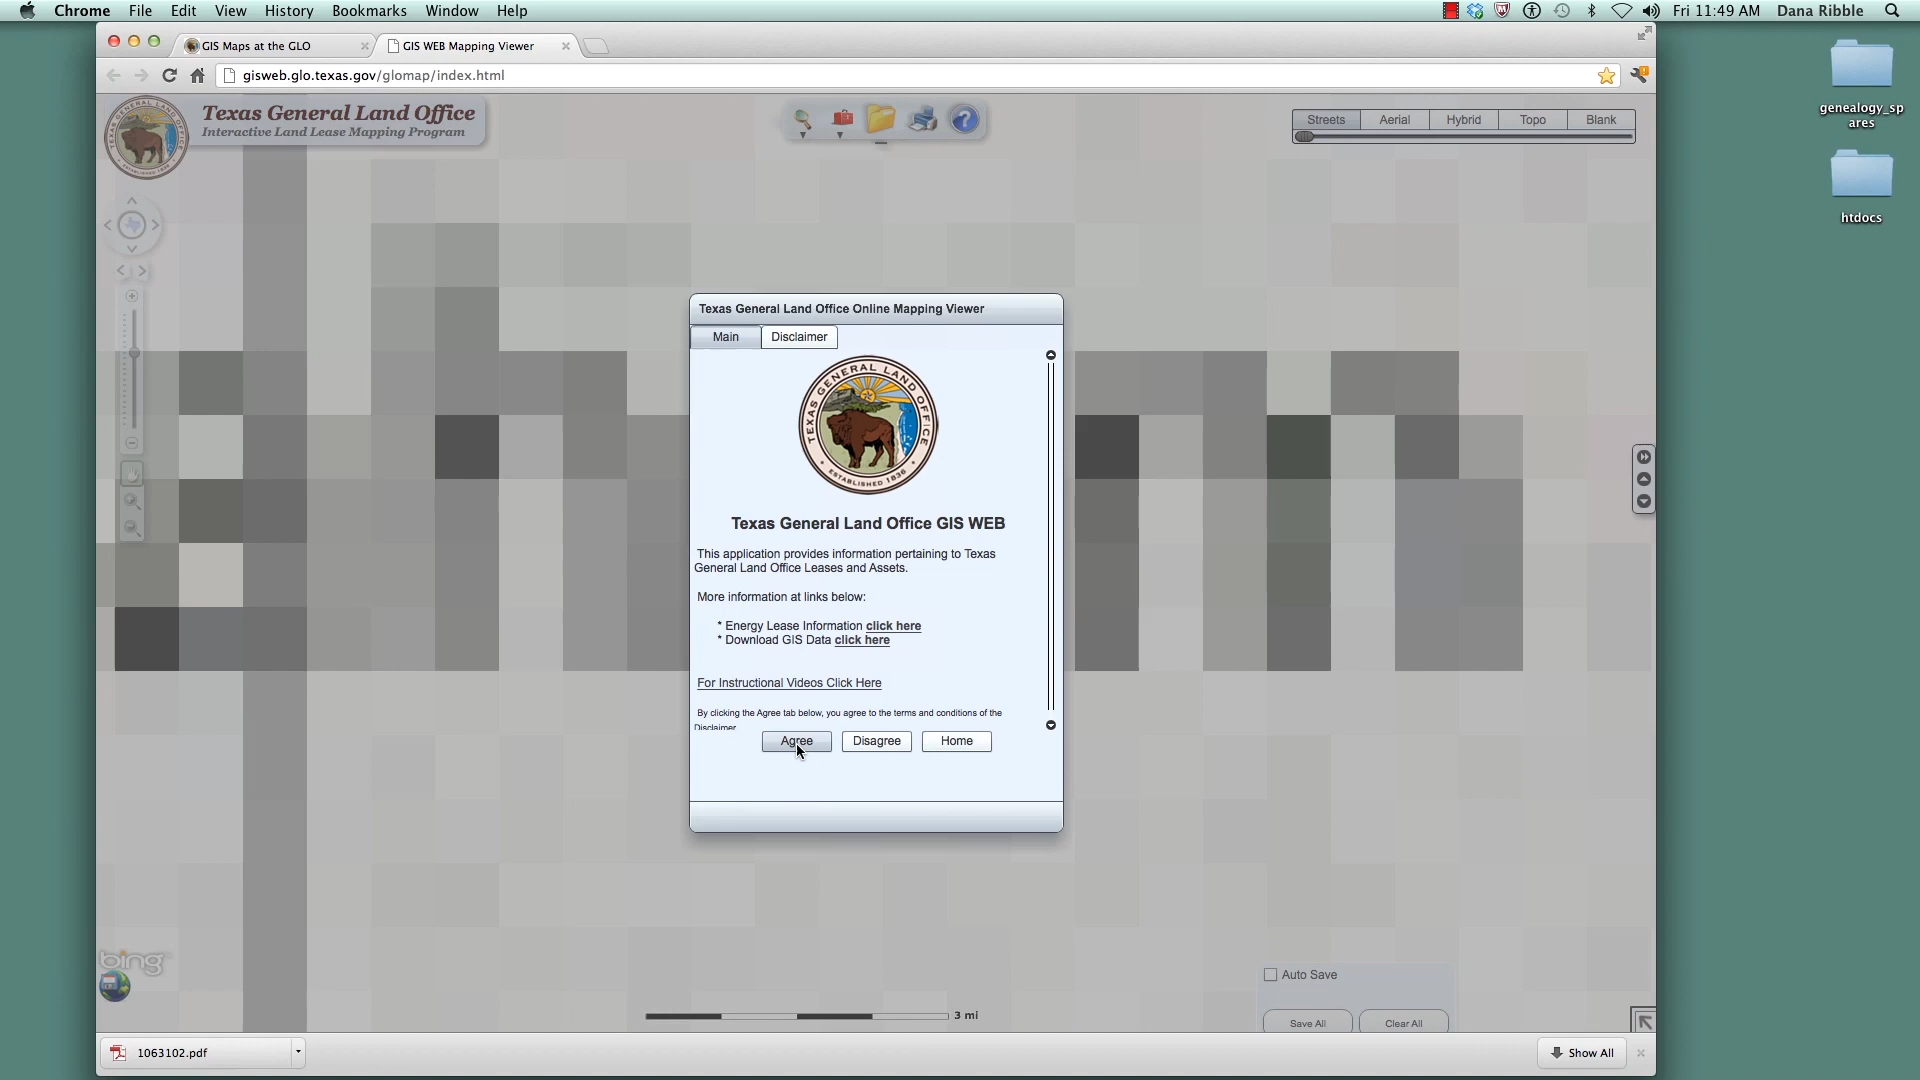 Chrome File Edit View History Bookmarks Window Help Fri 11:49 AM Dana Ribble
GIS Maps at the GLO GIS WEB Mapping Viewer
gisweb.glo.texas.gov/glomap/index.html
genealogy_sp
ares
htdocs
Texas General Land Office
Interactive Land Lease Mapping Program
Streets Aerial Hybrid Topo Blank
Texas General Land Office Online Mapping Viewer
Main Disclaimer
TEXAS GENERAL LAND OFFICE
ESTABLISHED 1836
Texas General Land Office GIS WEB
This application provides information pertaining to Texas
General Land Office Leases and Assets.
More information at links below:
* Energy Lease Information click here
* Download GIS Data click here
For Instructional Videos Click Here
By clicking the Agree tab below, you agree to the terms and conditions of the
Disclaimer
Agree Disagree Home
bing
Auto Save
Save All Clear All
3 mi
1063102.pdf Show All